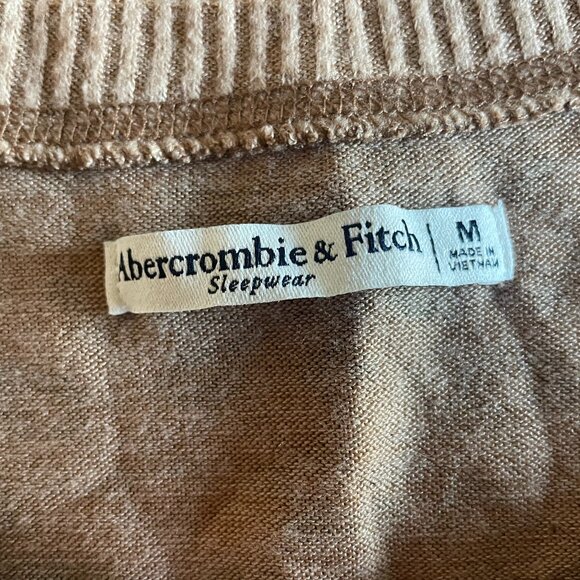 Abercrombie & Fitch | M
Sleepwear
MADE IN
VIETNAM